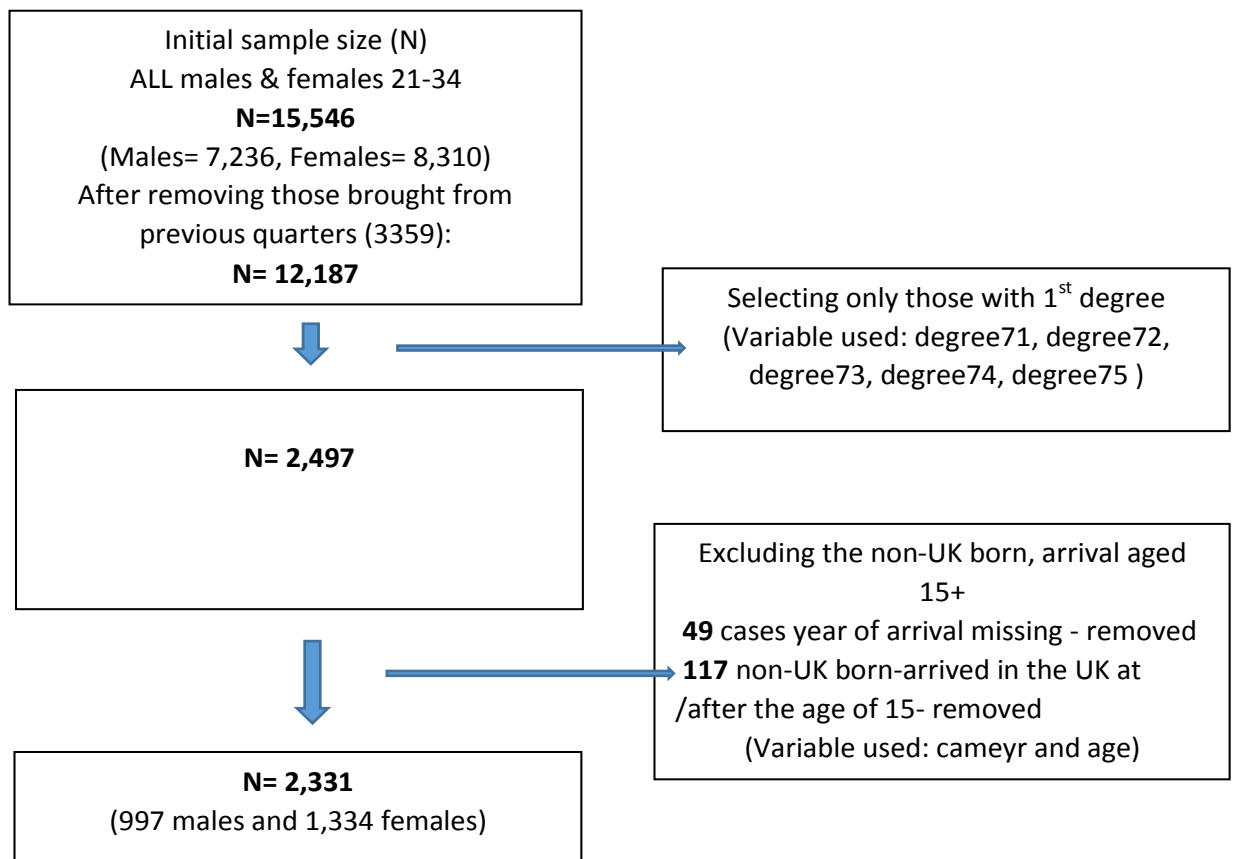 Initial sample size (N)
ALL males & females 21-34
N=15,546
(Males= 7,236, Females= 8,310)
After removing those brought from
previous quarters (3359):
N= 12,187
Selecting only those with 1st degree
(Variable used: degree71, degree72,
degree73, degree74, degree75 )
N= 2,497
Excluding the non-UK born, arrival aged
15+
49 cases year of arrival missing - removed
117 non-UK born-arrived in the UK at
/after the age of 15- removed
(Variable used: cameyr and age)
N= 2,331
(997 males and 1,334 females)